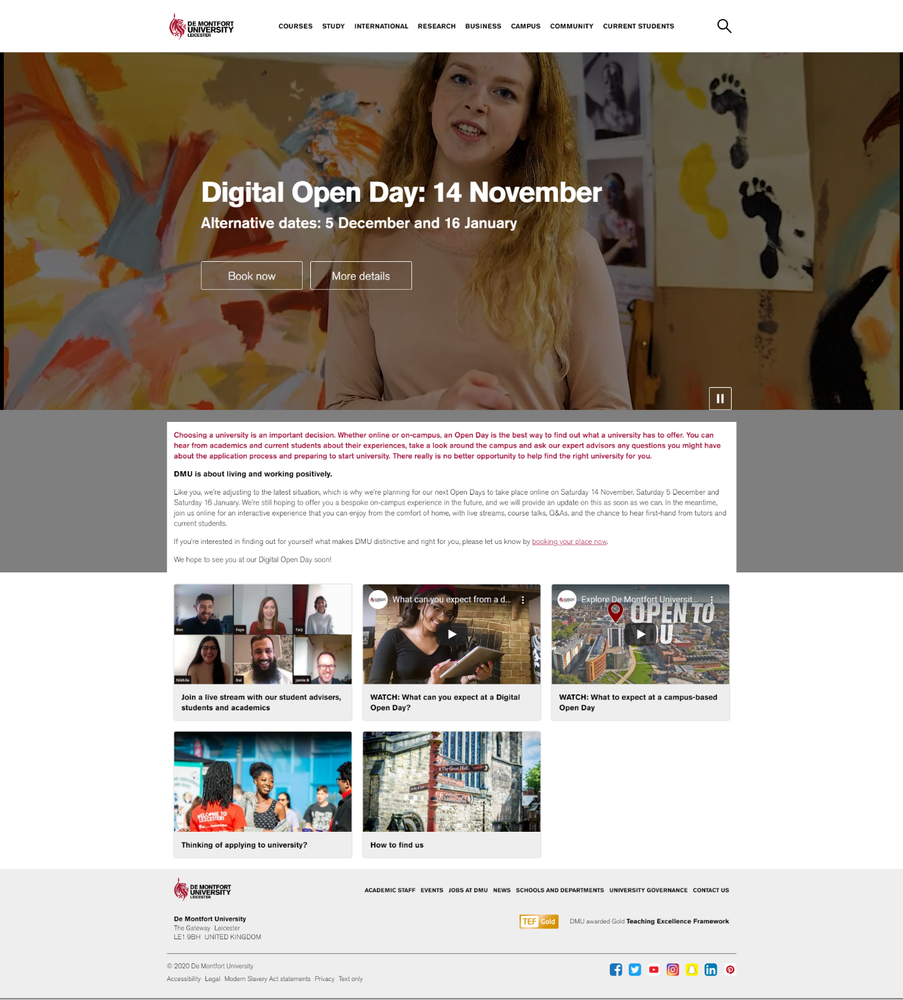 DE MONTFORT
UNIVERSITY
LEICESTER
COURSES STUDY INTERNATIONAL RESEARCH BUSINESS CAMPUS COMMUNITY CURRENT STUDENTS
Digital Open Day: 14 November
Alternative dates: 5 December and 16 January
Book now More details
Choosing a university is an important decision. Whether online or on-campus, an Open Day is the best way to find out what a university has to offer. You can
hear from academics and current students about their experiences, take a look around the campus and ask our expert advisors any questions you might have
about the application process and preparing to start university. There really is no better opportunity to help find the right university for you.
DMU is about living and working positively.
Like you, we're adjusting to the latest situation, which is why we're planning for our next Open Days to take place online on Saturday 14 November, Saturday 5 December and
Saturday 16 January. We're still hoping to offer you a bespoke on-campus experience in the future, and we will provide an update on this as soon as we can. In the meantime,
join us online for an interactive experience that you can enjoy from the comfort of home, with live streams, course talks, Q&As, and the chance to hear first-hand from tutors and
current students.
If you're interested in finding out for yourself what makes DMU distinctive and right for you, please let us know by booking your place now.
We hope to see you at our Digital Open Day soon!
Ben Faye Taly
Nikhila Dal Jamie B
What can you expect from a d...
Explore De Montfort Universit...
OPEN TO
YOU
Join a live stream with our student advisers,
students and academics
WATCH: What can you expect at a Digital
Open Day?
WATCH: What to expect at a campus-based
Open Day
WELCOME TO
LEICESTER!
The Great Hall
Thinking of applying to university?
How to find us
DE MONTFORT
UNIVERSITY
LEICESTER
ACADEMIC STAFF EVENTS JOBS AT DMU NEWS SCHOOLS AND DEPARTMENTS UNIVERSITY GOVERNANCE CONTACT US
De Montfort University
The Gateway Leicester
LE1 9BH UNITED KINGDOM
TEF Gold
DMU awarded Gold Teaching Excellence Framework
© 2020 De Montfort University
Accessibility Legal Modern Slavery Act statements Privacy Text only